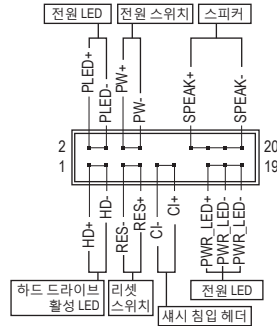 전원 LED
전원 스위치
스피커
PLED+
PLED-
PW+
PW-
SPEAK+
SPEAK-
2
20
1
19
HD+
HD-
RES-
RES+
CI-
CI+
PWR_LED+
PWR_LED-
PWR_LED-
하드 드라이브
활성 LED
리셋
스위치
전원 LED
섀시 침입 헤더